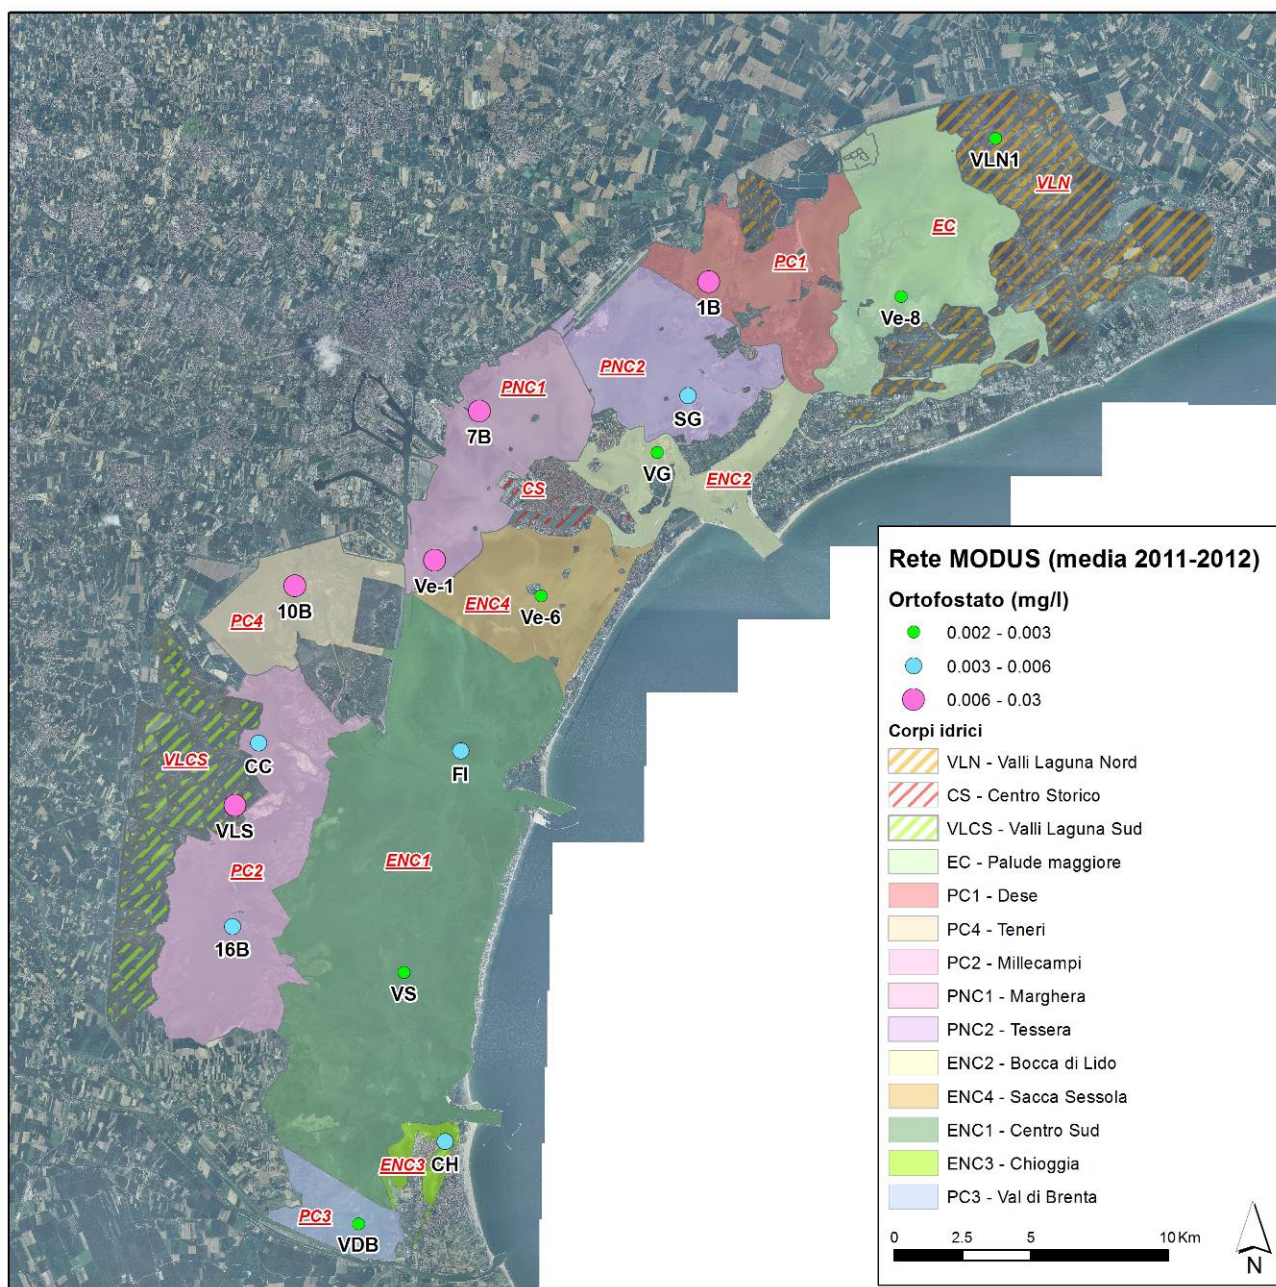 VLN1
VLN
EC
PC1
1B
Ve-8
PNC2
PNC1
SG
7B
VG
CS
ENC2
Ve-1
10B
ENC4
Ve-6
PC4
VLCS
CC
FI
VLS
PC2
ENC1
16B
VS
ENC3
CH
PC3
VDB
Rete MODUS (media 2011-2012)
Ortofostato (mg/l)
0.002 - 0.003
0.003 - 0.006
0.006 - 0.03
Corpi idrici
VLN - Valli Laguna Nord
CS - Centro Storico
VLCS - Valli Laguna Sud
EC - Palude maggiore
PC1 - Dese
PC4 - Teneri
PC2 - Millecampi
PNC1 - Marghera
PNC2 - Tessera
ENC2 - Bocca di Lido
ENC4 - Sacca Sessola
ENC1 - Centro Sud
ENC3 - Chioggia
PC3 - Val di Brenta
0 2.5 5 10 Km
N